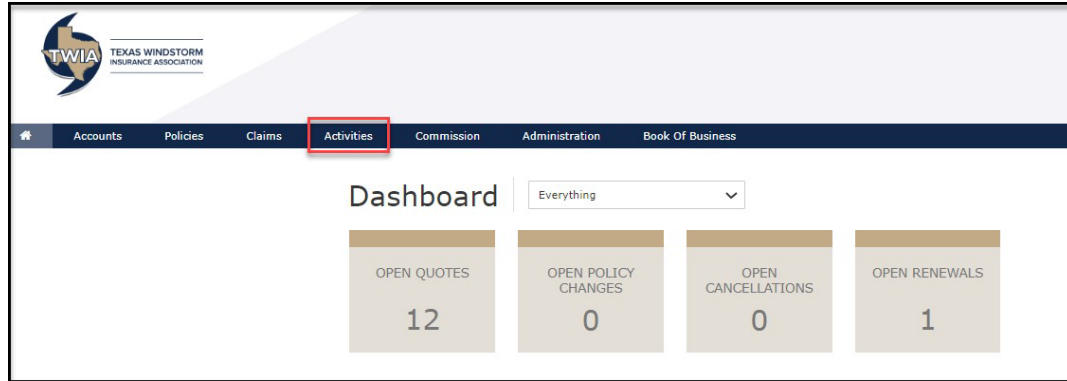 TWIA
TEXAS WINDSTORM
INSURANCE ASSOCIATION
Accounts Policies Claims Activities Commission Administration Book Of Business
Dashboard Everything
OPEN QUOTES
12
OPEN POLICY
CHANGES
0
OPEN
CANCELLATIONS
0
OPEN RENEWALS
1